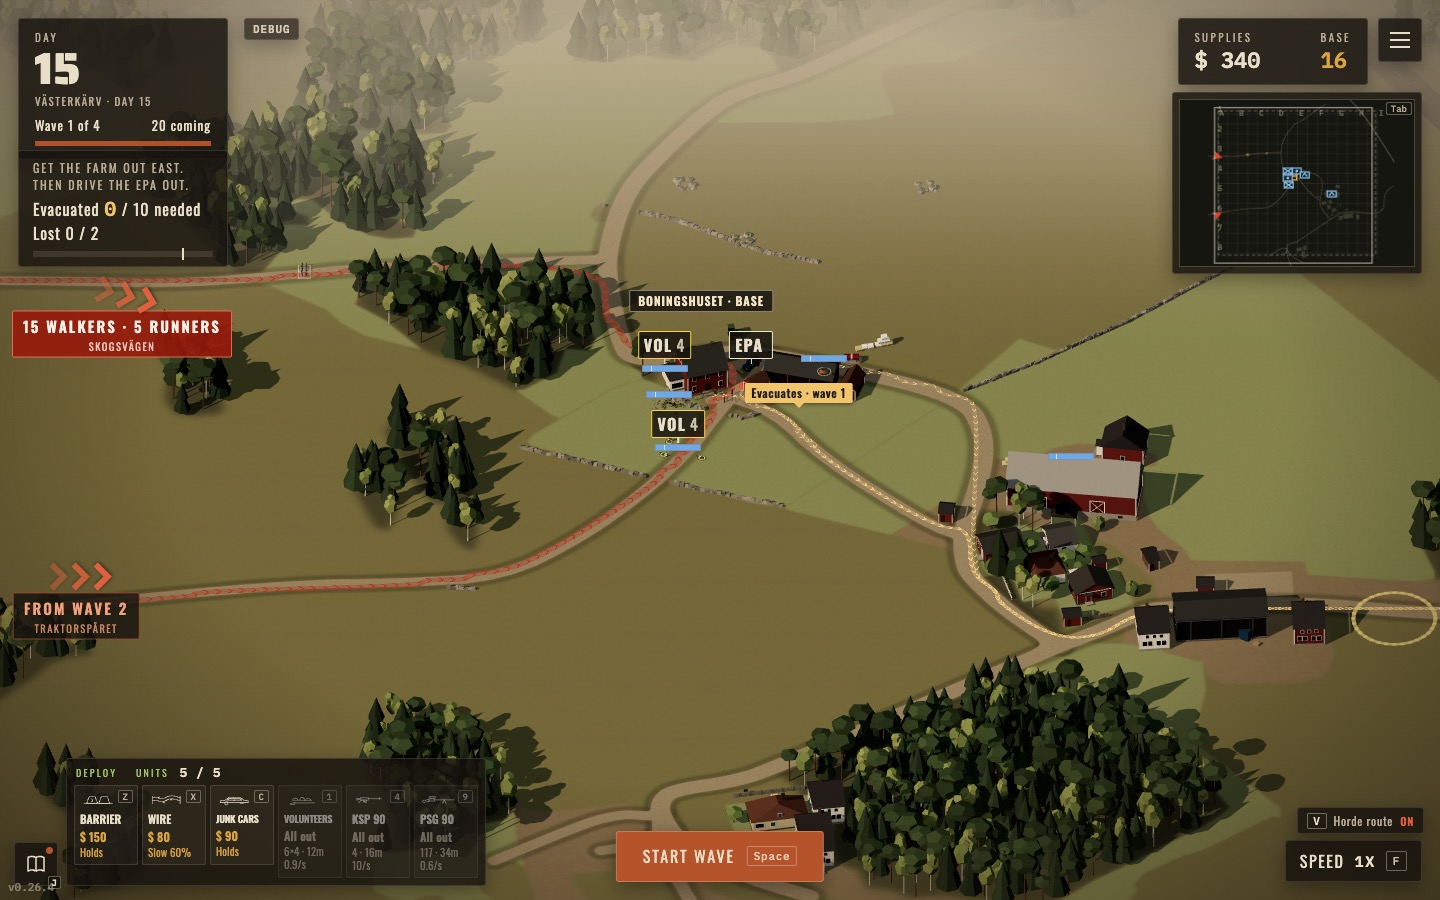 DAY
15
VÄSTERKÄRV · DAY 15
Wave 1 of 4 20 coming
GET THE FARM OUT EAST.
THEN DRIVE THE EPA OUT.
Evacuated 0 / 10 needed
Lost 0 / 2
DEBUG
SUPPLIES BASE
$ 340 16
Tab
A B C D E F G H I
15 WALKERS · 5 RUNNERS
SKOGSVÄGEN
BONINGSHUSET · BASE
VOL 4
EPA
Evacuates · wave 1
VOL 4
FROM WAVE 2
TRAKTORSPÅRET
DEPLOY UNITS 5 / 5
Z
BARRIER
$ 150
Holds
X
WIRE
$ 80
Slow 60%
C
JUNK CARS
$ 90
Holds
1
VOLUNTEERS
All out
6×4 · 12m
0.9/s
4
KSP 90
All out
4 · 16m
10/s
9
PSG 90
All out
117 · 34m
0.6/s
J
v0.26.
START WAVE Space
V Horde route ON
SPEED 1X F